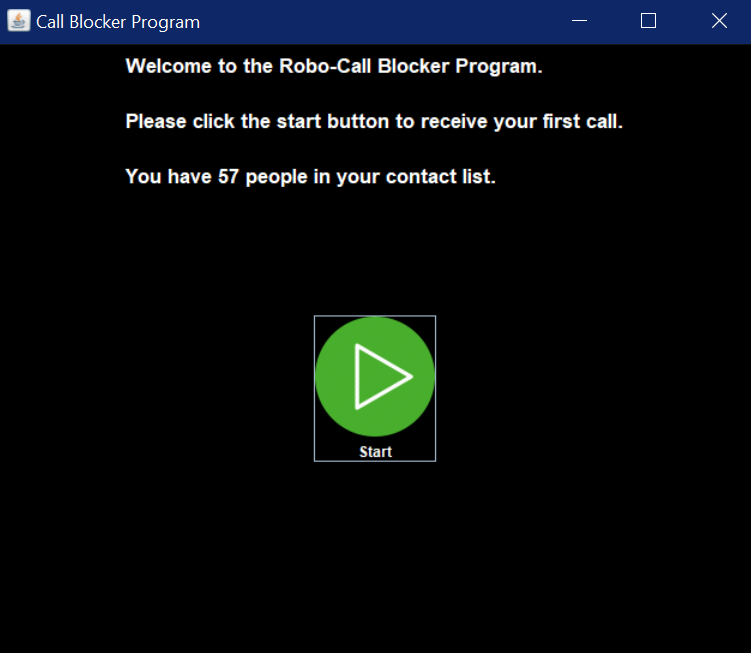 Call Blocker Program
Welcome to the Robo-Call Blocker Program.
Please click the start button to receive your first call.
You have 57 people in your contact list.
Start